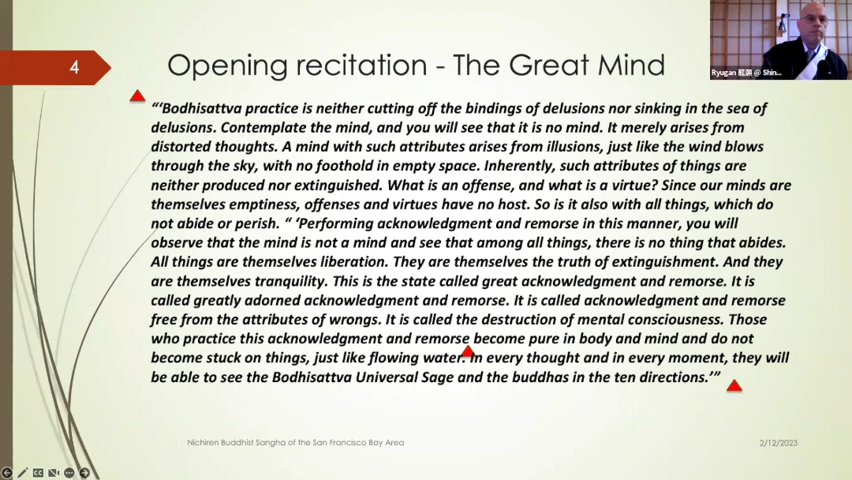 4
Opening recitation - The Great Mind
Ryugan 龍頷 @ Shin...
“‘Bodhisattva practice is neither cutting off the bindings of delusions nor sinking in the sea of
delusions. Contemplate the mind, and you will see that it is no mind. It merely arises from
distorted thoughts. A mind with such attributes arises from illusions, just like the wind blows
through the sky, with no foothold in empty space. Inherently, such attributes of things are
neither produced nor extinguished. What is an offense, and what is a virtue? Since our minds are
themselves emptiness, offenses and virtues have no host. So is it also with all things, which do
not abide or perish. “ ‘Performing acknowledgment and remorse in this manner, you will
observe that the mind is not a mind and see that among all things, there is no thing that abides.
All things are themselves liberation. They are themselves the truth of extinguishment. And they
are themselves tranquility. This is the state called great acknowledgment and remorse. It is
called greatly adorned acknowledgment and remorse. It is called acknowledgment and remorse
free from the attributes of wrongs. It is called the destruction of mental consciousness. Those
who practice this acknowledgment and remorse become pure in body and mind and do not
become stuck on things, just like flowing water. In every thought and in every moment, they will
be able to see the Bodhisattva Universal Sage and the buddhas in the ten directions.’”
Nichiren Buddhist Sangha of the San Francisco Bay Area
2/12/2023